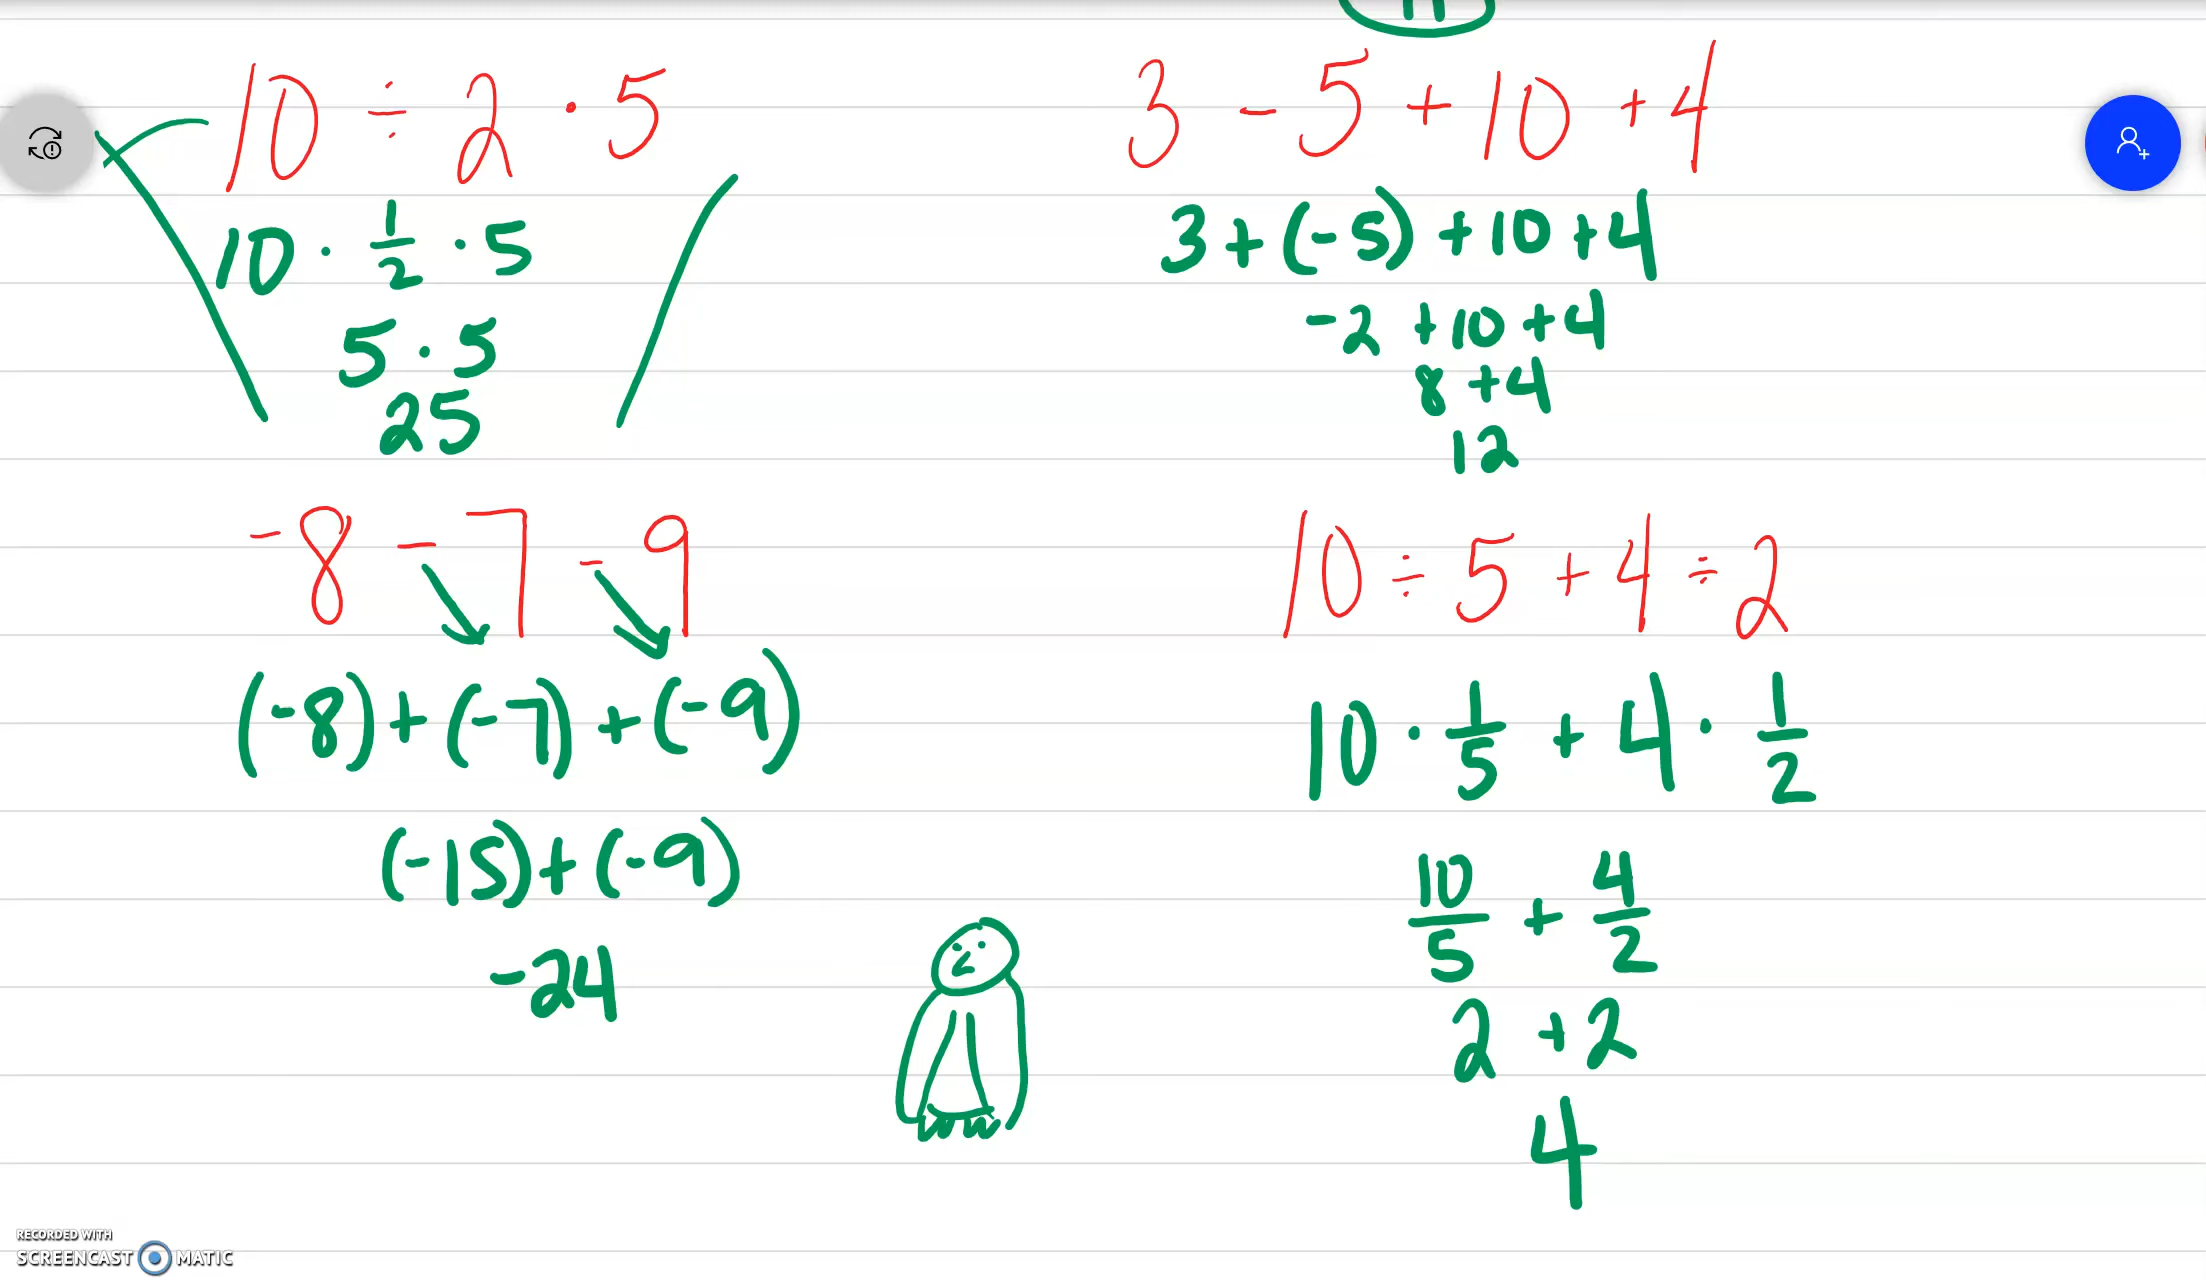 10 ÷ 2 · 5
10 · 1/2 · 5
5 · 5
25
3 - 5 + 10 + 4
3 + (-5) + 10 + 4
-2 + 10 + 4
8 + 4
12
-8 - 7 - 9
(-8) + (-7) + (-9)
(-15) + (-9)
-24
10 ÷ 5 + 4 ÷ 2
10 · 1/5 + 4 · 1/2
10/5 + 4/2
2 + 2
4
RECORDED WITH
SCREENCAST MATIC